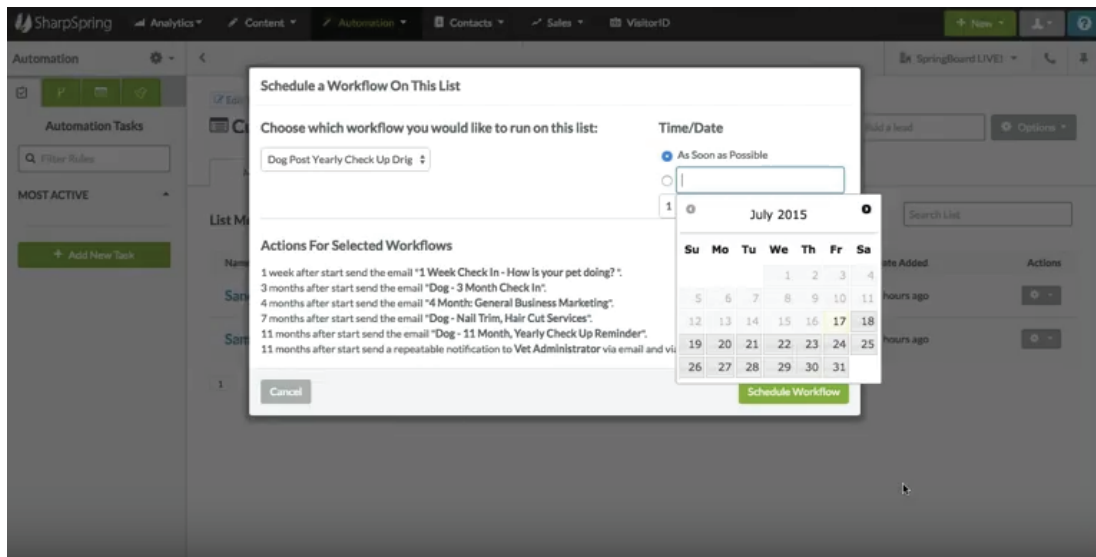 SharpSpring Analytics Content Automation Contacts Sales VisitorID + New
Automation
SpringBoard LIVE!
Automation Tasks
Filter Rules
MOST ACTIVE
+ Add New Task
Edit
Add a lead
Options
List
Search List
Name
Date Added
Actions
hours ago
hours ago
1
Schedule a Workflow On This List
Choose which workflow you would like to run on this list:
Dog Post Yearly Check Up Drig
Time/Date
As Soon as Possible
1
July 2015
Su Mo Tu We Th Fr Sa
1 2 3 4
5 6 7 8 9 10 11
12 13 14 15 16 17 18
19 20 21 22 23 24 25
26 27 28 29 30 31
Actions For Selected Workflows
1 week after start send the email "1 Week Check In - How is your pet doing? ".
3 months after start send the email "Dog - 3 Month Check In".
4 months after start send the email "4 Month: General Business Marketing".
7 months after start send the email "Dog - Nail Trim, Hair Cut Services".
11 months after start send the email "Dog - 11 Month, Yearly Check Up Reminder".
11 months after start send a repeatable notification to Vet Administrator via email and via
Cancel
Schedule Workflow